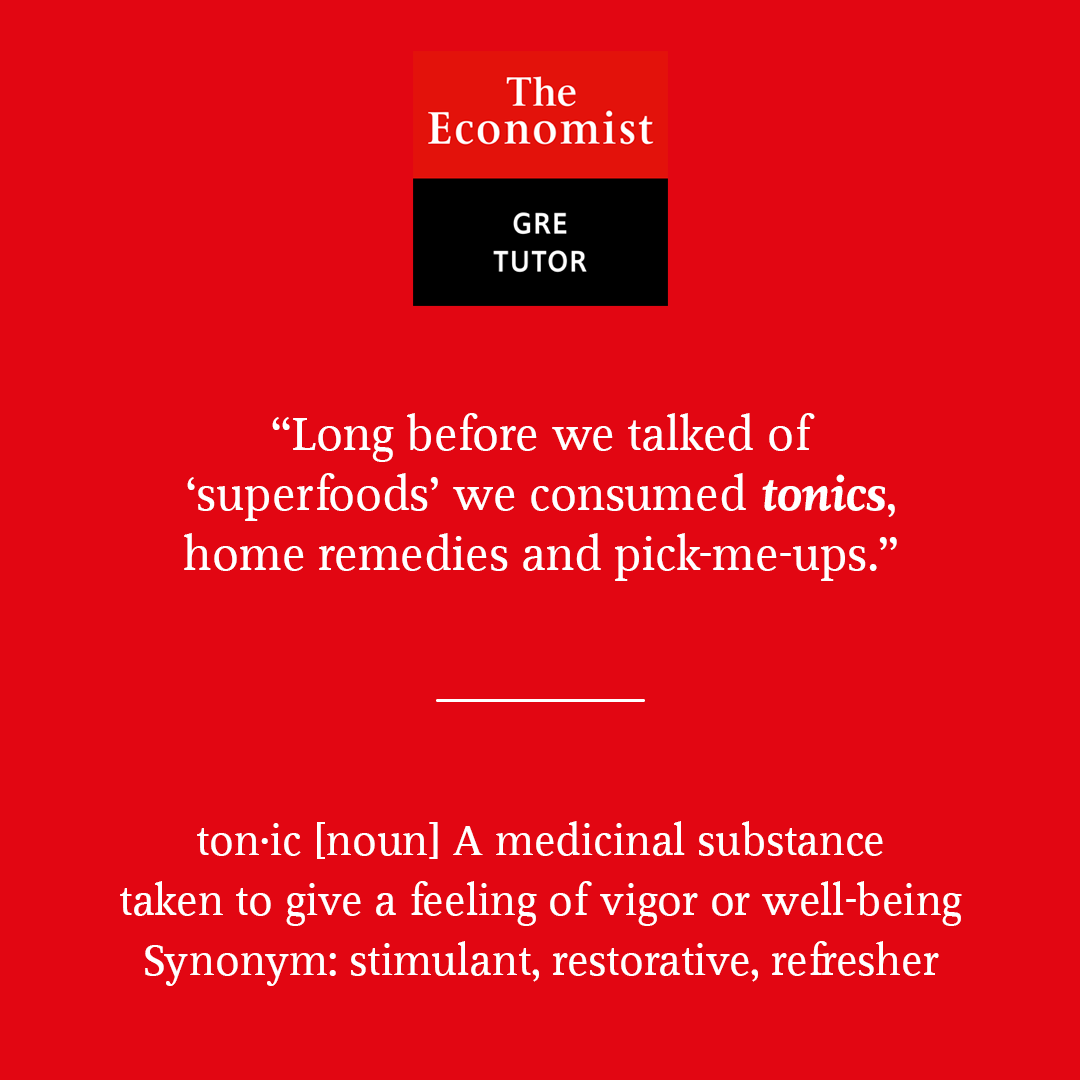 The
Economist
GRE
TUTOR
“Long before we talked of
‘superfoods’ we consumed tonics,
home remedies and pick-me-ups.”
ton·ic [noun] A medicinal substance
taken to give a feeling of vigor or well-being
Synonym: stimulant, restorative, refresher